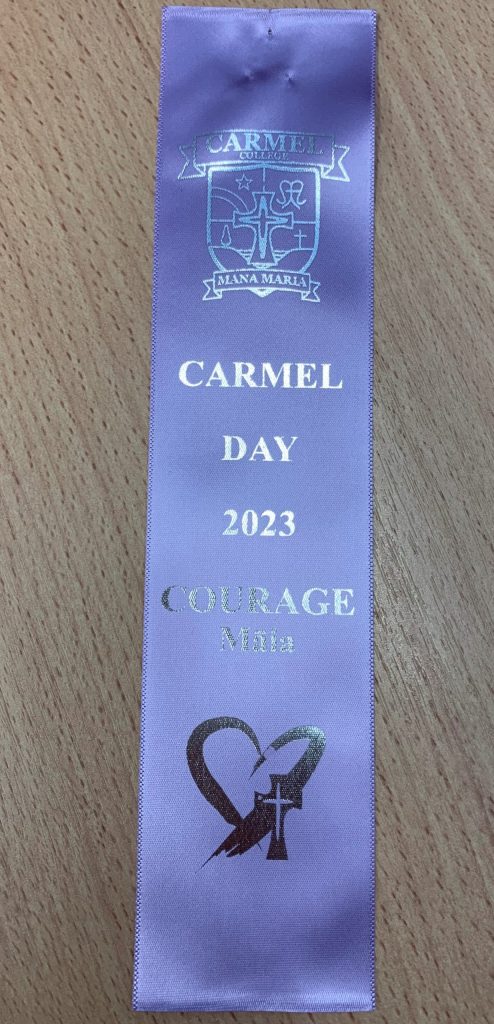 CARMEL
COLLEGE
MANA MARIA
CARMEL
DAY
2023
COURAGE
Māia